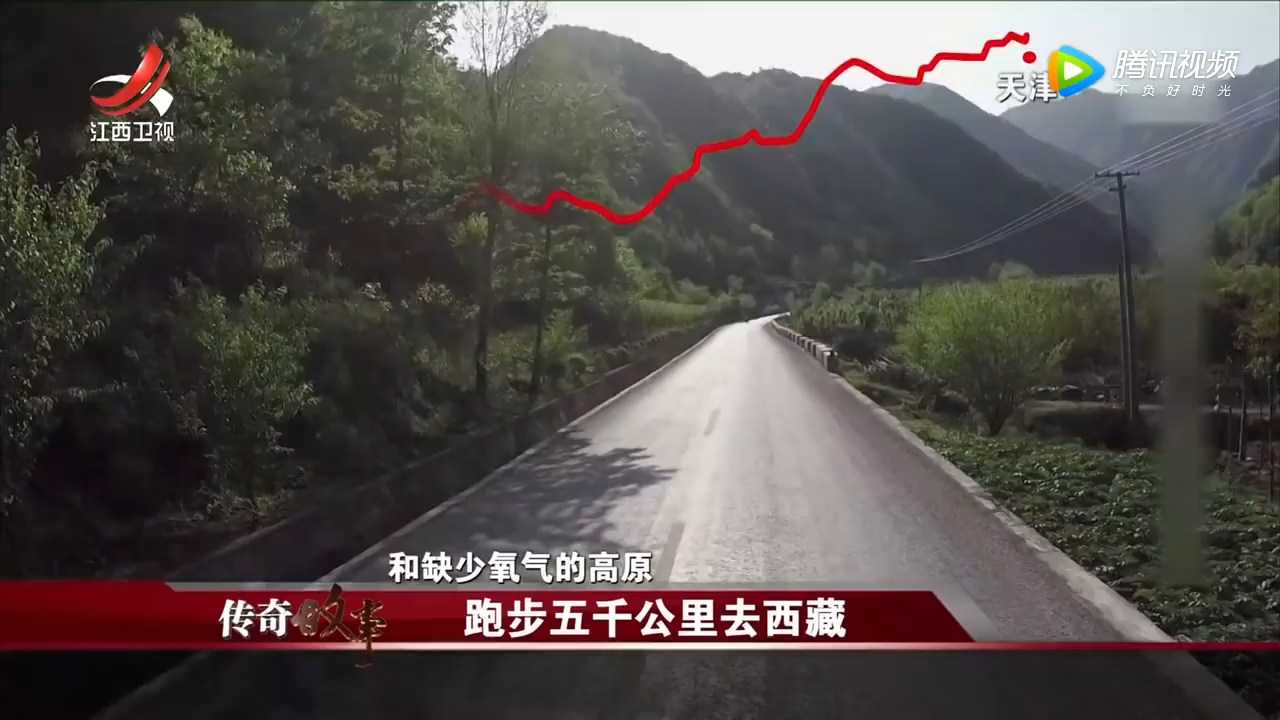 江西卫视
天津
腾讯视频
不负好时光
和缺少氧气的高原
传奇故事
跑步五千公里去西藏